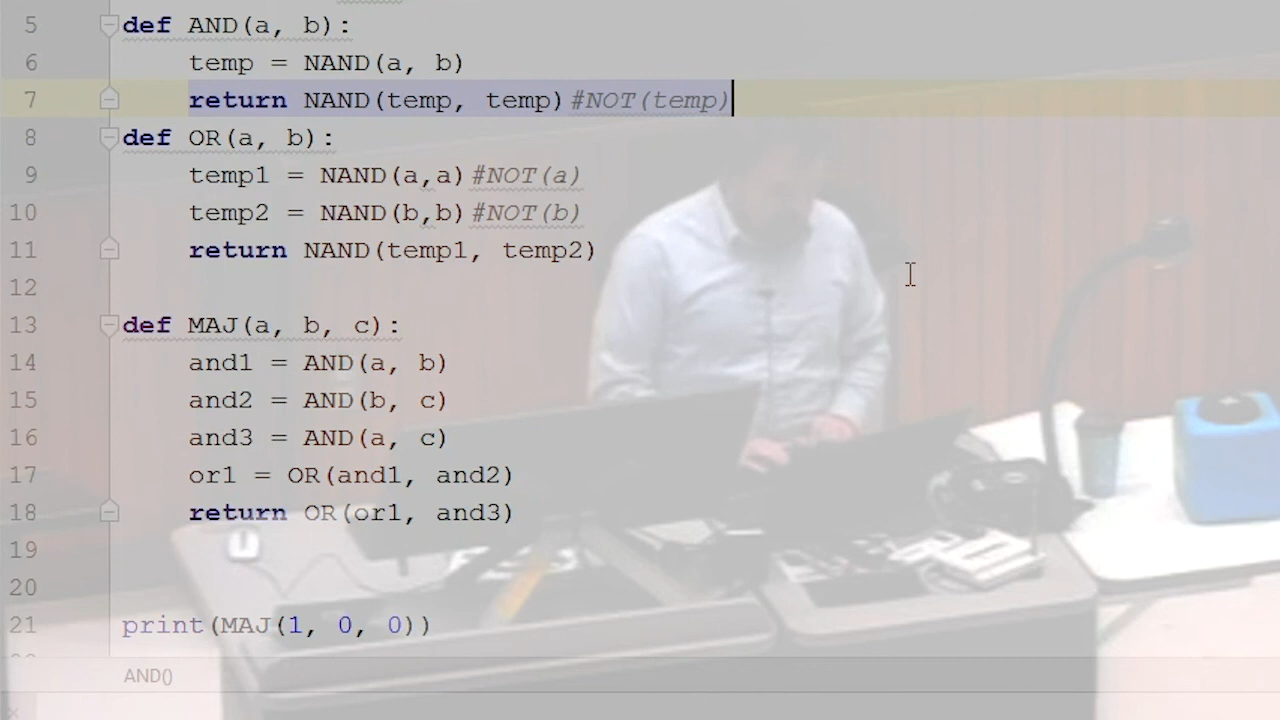 5 def AND(a, b):
6 temp = NAND(a, b)
7 return NAND(temp, temp)#NOT(temp)
8 def OR(a, b):
9 temp1 = NAND(a,a)#NOT(a)
10 temp2 = NAND(b,b)#NOT(b)
11 return NAND(temp1, temp2)
12
13 def MAJ(a, b, c):
14 and1 = AND(a, b)
15 and2 = AND(b, c)
16 and3 = AND(a, c)
17 or1 = OR(and1, and2)
18 return OR(or1, and3)
19
20
21 print(MAJ(1, 0, 0))
AND()